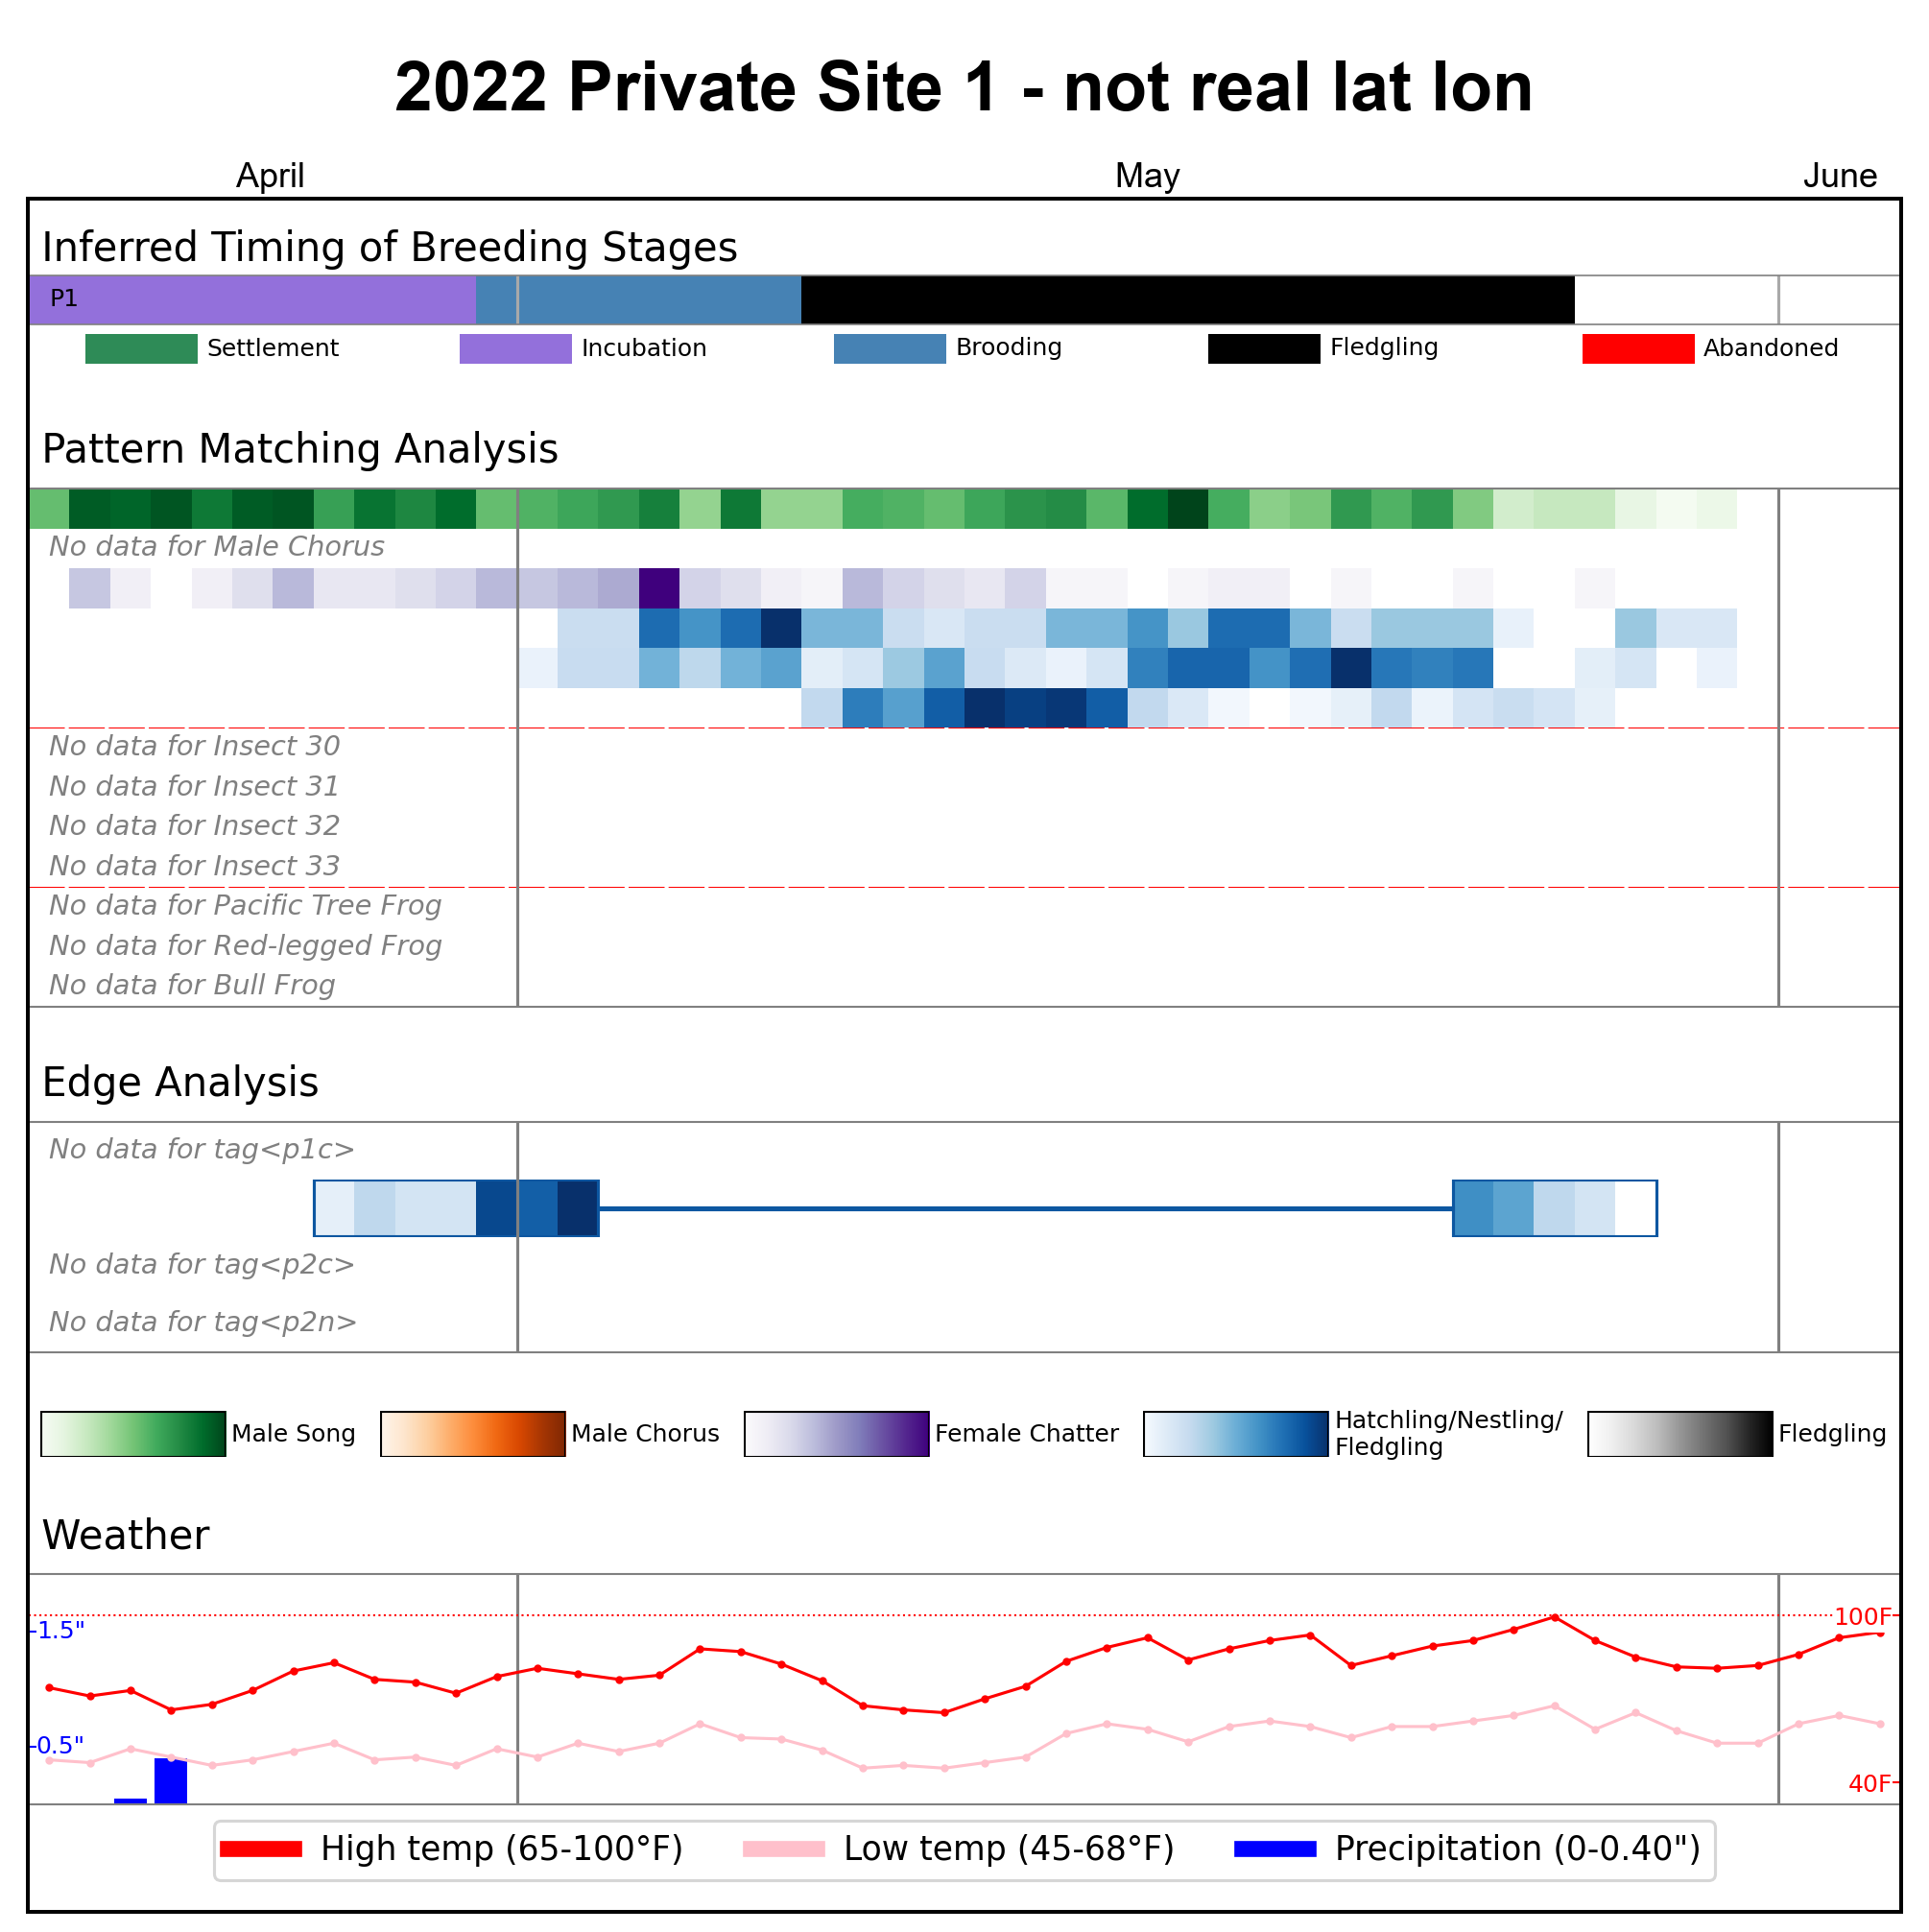 2022 Private Site 1 - not real lat lon
April May June
Inferred Timing of Breeding Stages
P1
Settlement Incubation Brooding Fledgling Abandoned
Pattern Matching Analysis
No data for Male Chorus
No data for Insect 30
No data for Insect 31
No data for Insect 32
No data for Insect 33
No data for Pacific Tree Frog
No data for Red-legged Frog
No data for Bull Frog
Edge Analysis
No data for tag<p1c>
No data for tag<p2c>
No data for tag<p2n>
Male Song Male Chorus Female Chatter Hatchling/Nestling/
Fledgling Fledgling
Weather
100F
1.5"
0.5"
40F
High temp (65-100°F) Low temp (45-68°F) Precipitation (0-0.40")